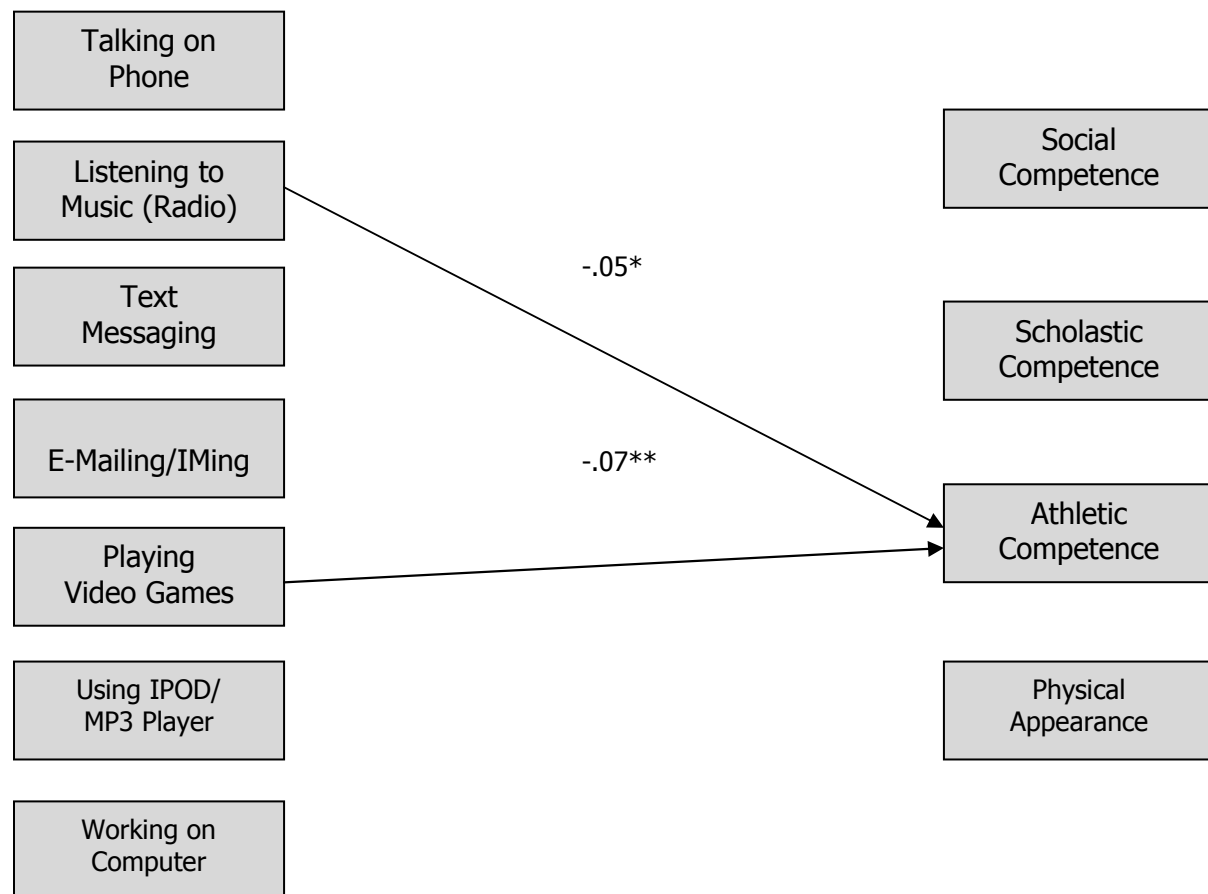 Talking on
Phone
Listening to
Music (Radio)
Text
Messaging
E-Mailing/IMing
Playing
Video Games
Using IPOD/
MP3 Player
Working on
Computer
-.05*
-.07**
Social
Competence
Scholastic
Competence
Athletic
Competence
Physical
Appearance